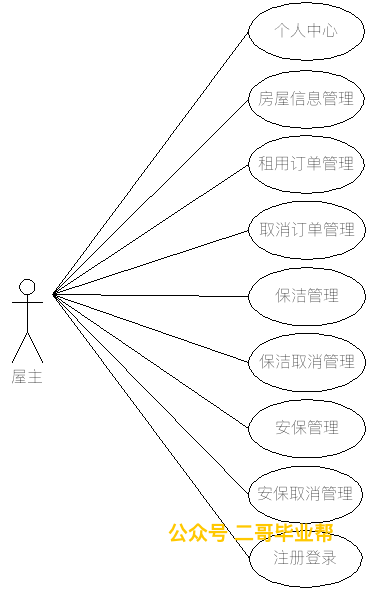 个人中心
房屋信息管理
租用订单管理
取消订单管理
保洁管理
保洁取消管理
屋主
安保管理
安保取消管理
公众号 二哥毕业帮
注册登录